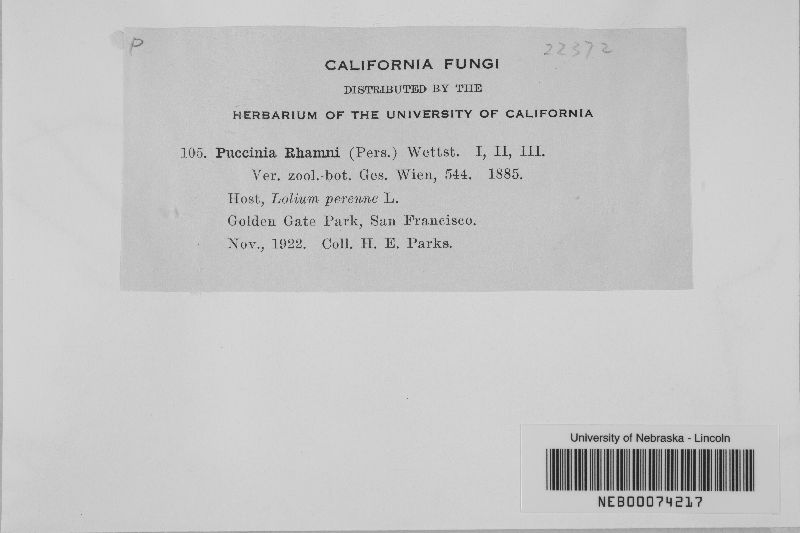 P
22372
CALIFORNIA FUNGI
DISTRIBUTED BY THE
HERBARIUM OF THE UNIVERSITY OF CALIFORNIA
105. Puccinia Rhamni (Pers.) Wettst. I, II, III.
Ver. zool.-bot. Ges. Wien, 544. 1885.
Host, Lolium perenne L.
Golden Gate Park, San Francisco.
Nov., 1922. Coll. H. E. Parks.
University of Nebraska - Lincoln
NEB00074217